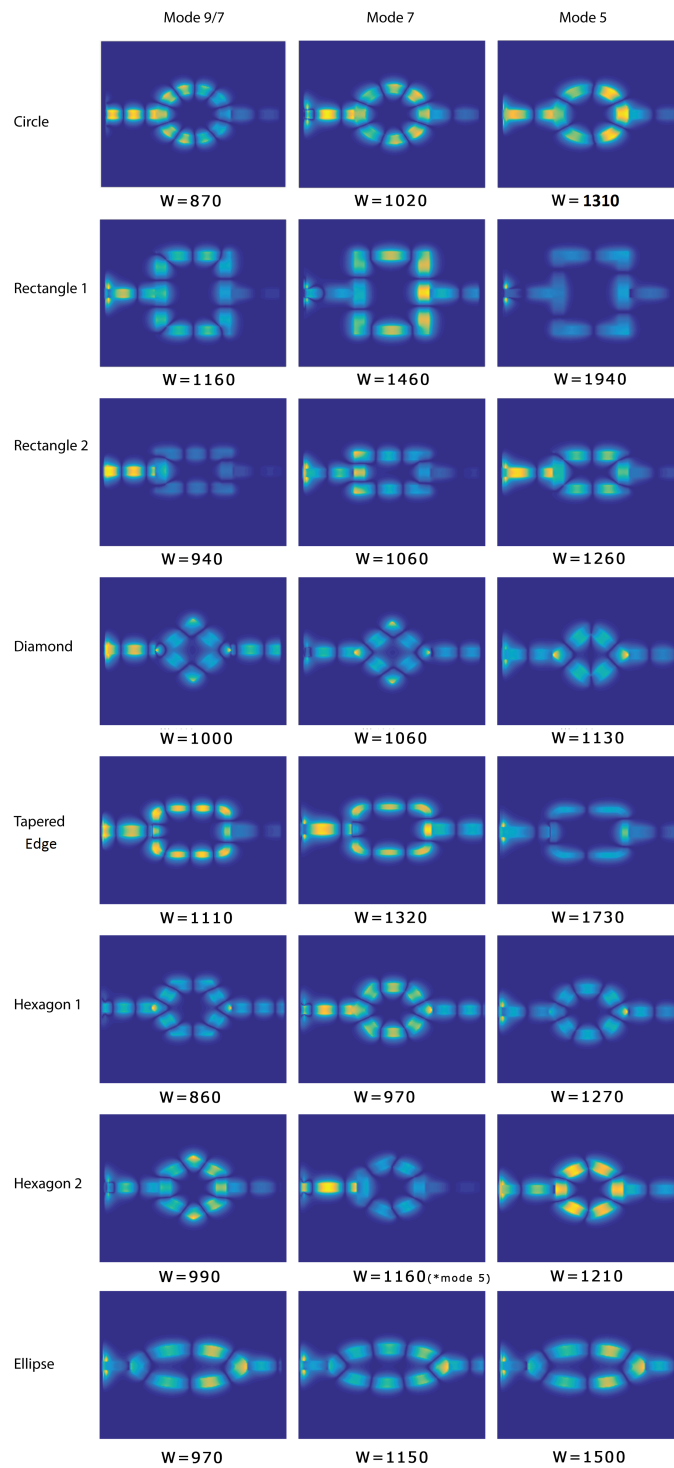 Mode 9/7 Mode 7 Mode 5
Circle
W=870 W=1020 W=1310
Rectangle 1
W=1160 W=1460 W=1940
Rectangle 2
W=940 W=1060 W=1260
Diamond
W=1000 W=1060 W=1130
Tapered
Edge
W=1110 W=1320 W=1730
Hexagon 1
W=860 W=970 W=1270
Hexagon 2
W=990 W=1160(*mode 5) W=1210
Ellipse
W=970 W=1150 W=1500